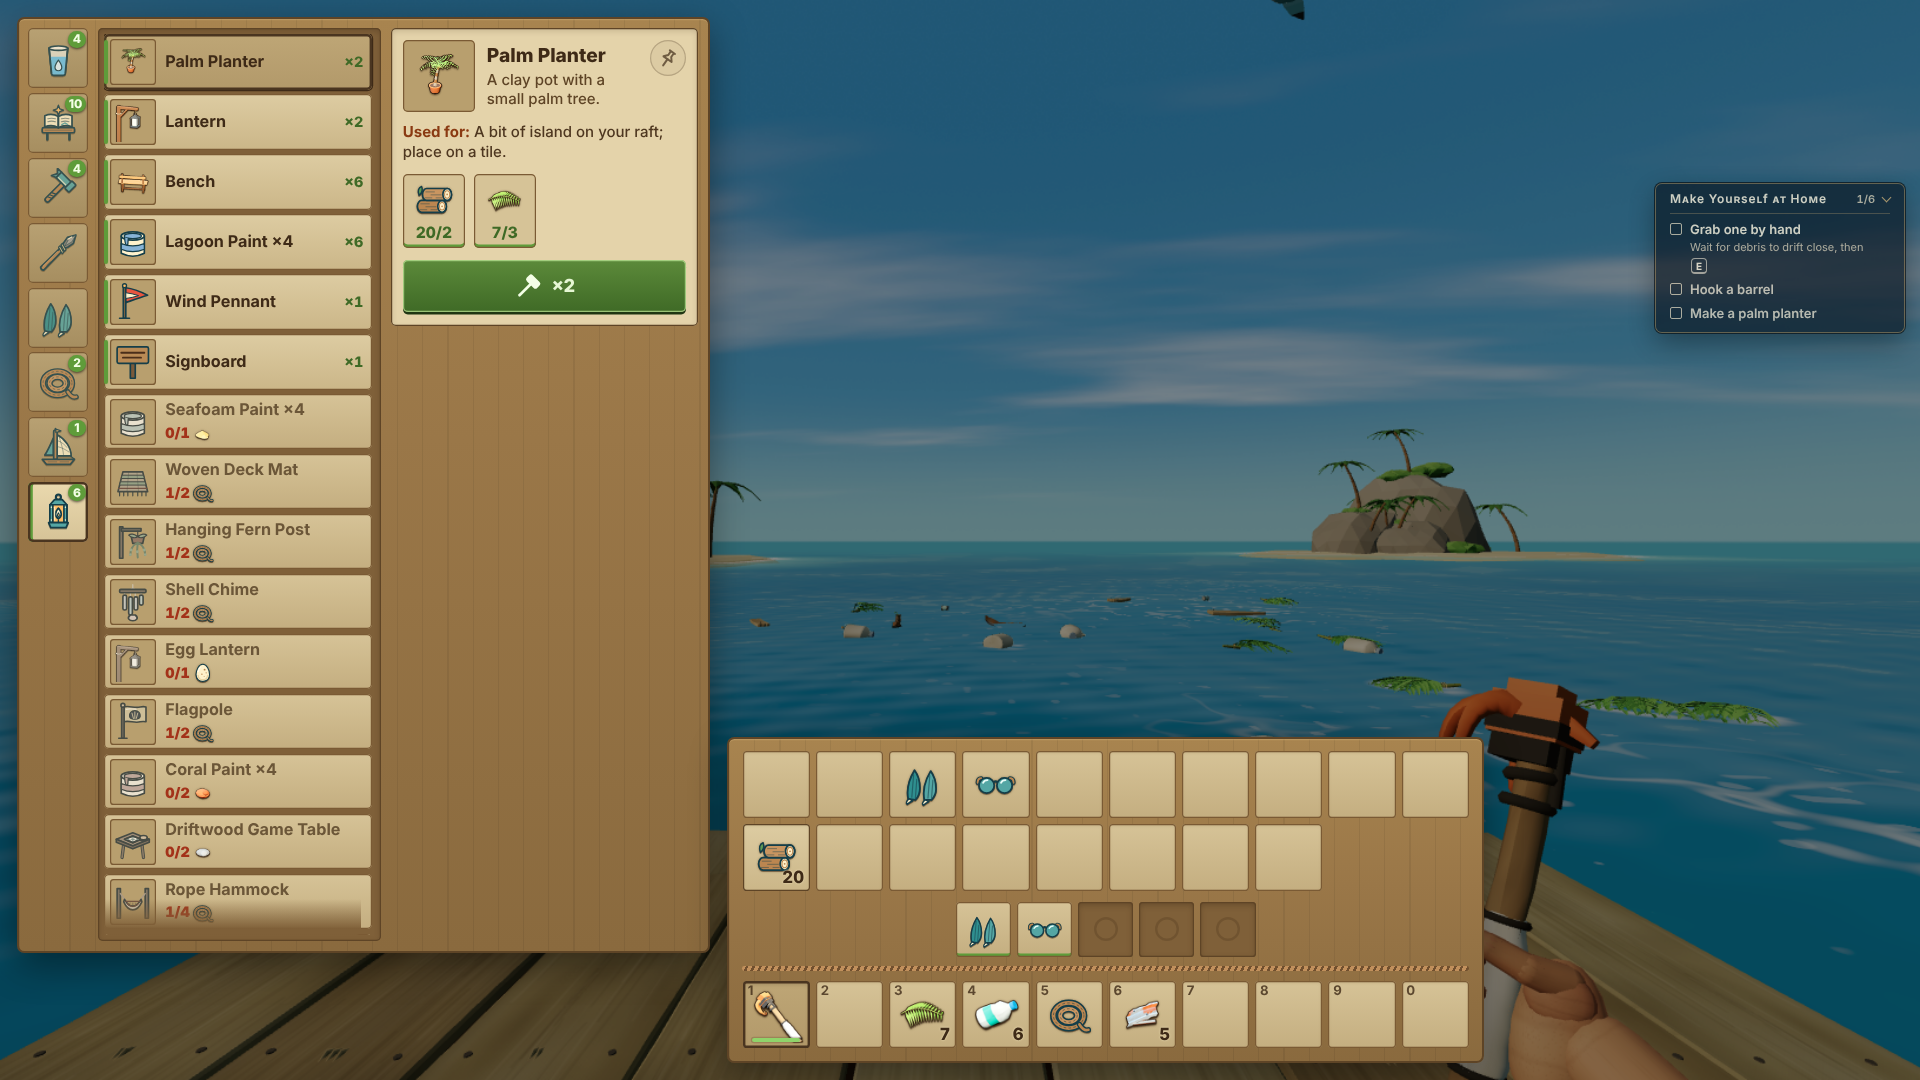 4
10
4
2
1
6
Palm Planter ×2
Lantern ×2
Bench ×6
Lagoon Paint ×4 ×6
Wind Pennant ×1
Signboard ×1
Seafoam Paint ×4
0/1
Woven Deck Mat
1/2
Hanging Fern Post
1/2
Shell Chime
1/2
Egg Lantern
0/1
Flagpole
1/2
Coral Paint ×4
0/2
Driftwood Game Table
0/2
Rope Hammock
1/4
Palm Planter
A clay pot with a
small palm tree.
Used for: A bit of island on your raft;
place on a tile.
20/2 7/3
×2
Make Yourself at Home 1/6
Grab one by hand
Wait for debris to drift close, then
E
Hook a barrel
Make a palm planter
20
1 2 3 4 5 6 7 8 9 0
7 6 5